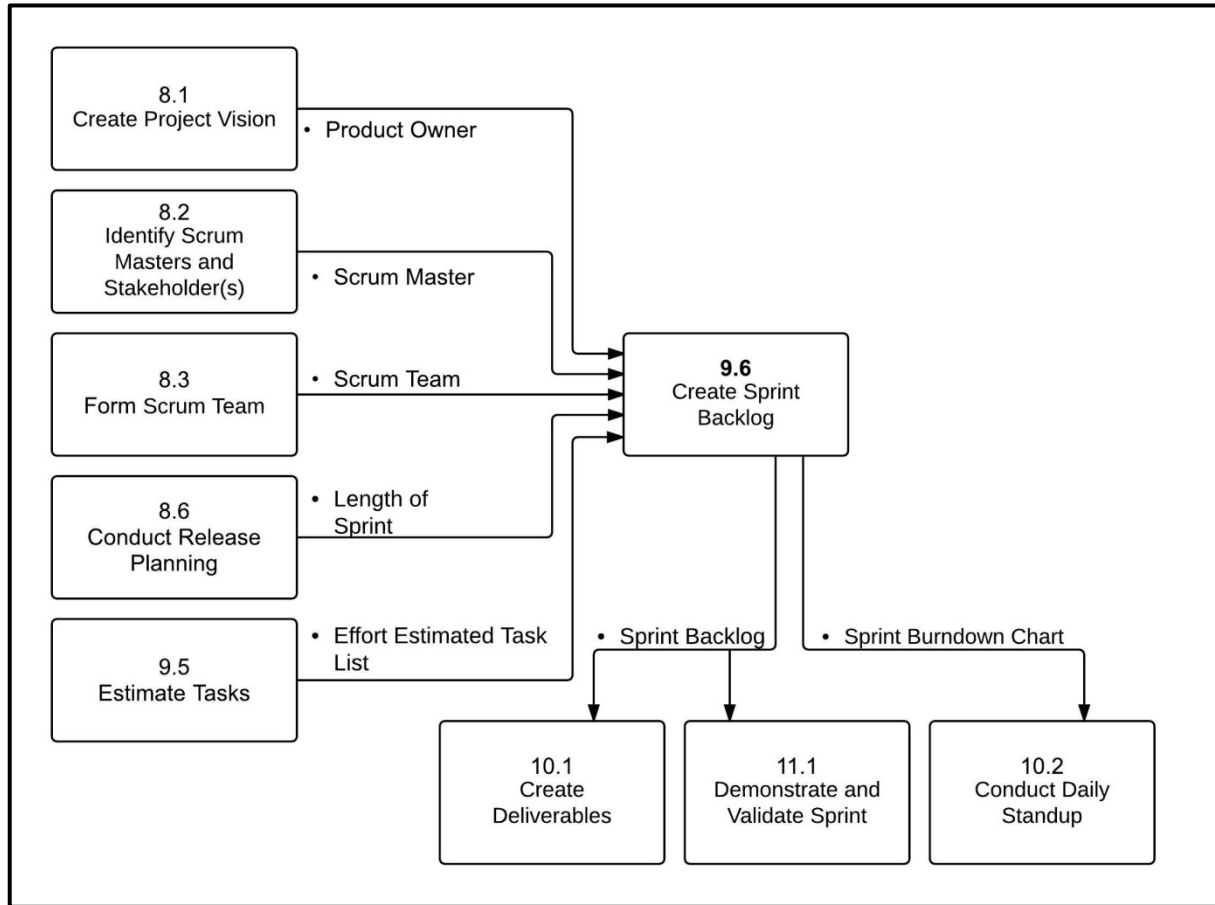 8.1
Create Project Vision
• Product Owner
8.2
Identify Scrum
Masters and
Stakeholder(s)
• Scrum Master
8.3
Form Scrum Team
• Scrum Team
9.6
Create Sprint
Backlog
8.6
Conduct Release
Planning
• Length of
Sprint
9.5
Estimate Tasks
• Effort Estimated Task
List
• Sprint Backlog
• Sprint Burndown Chart
10.1
Create
Deliverables
11.1
Demonstrate and
Validate Sprint
10.2
Conduct Daily
Standup